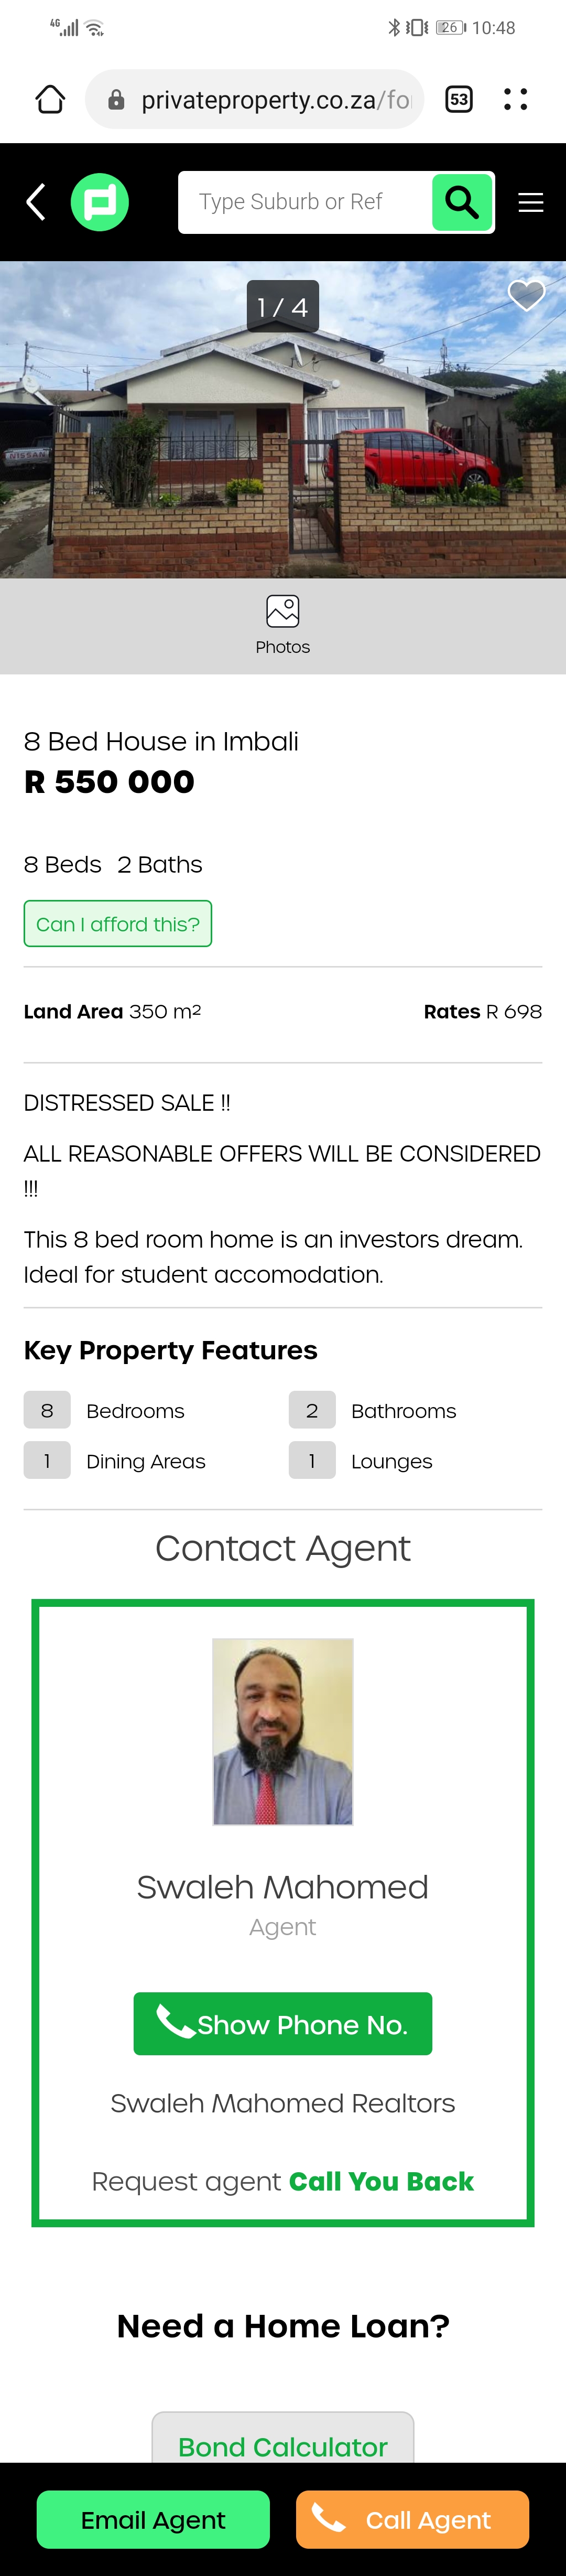 4G 26 10:48
privateproperty.co.za/for
53
Type Suburb or Ref
1 / 4
NISSAN
Photos
8 Bed House in Imbali
R 550 000
8 Beds 2 Baths
Can I afford this?
Land Area 350 m² Rates R 698
DISTRESSED SALE !!
ALL REASONABLE OFFERS WILL BE CONSIDERED
!!!
This 8 bed room home is an investors dream.
Ideal for student accomodation.
Key Property Features
8 Bedrooms 2 Bathrooms
1 Dining Areas 1 Lounges
Contact Agent
Swaleh Mahomed
Agent
Show Phone No.
Swaleh Mahomed Realtors
Request agent Call You Back
Need a Home Loan?
Bond Calculator
Email Agent Call Agent